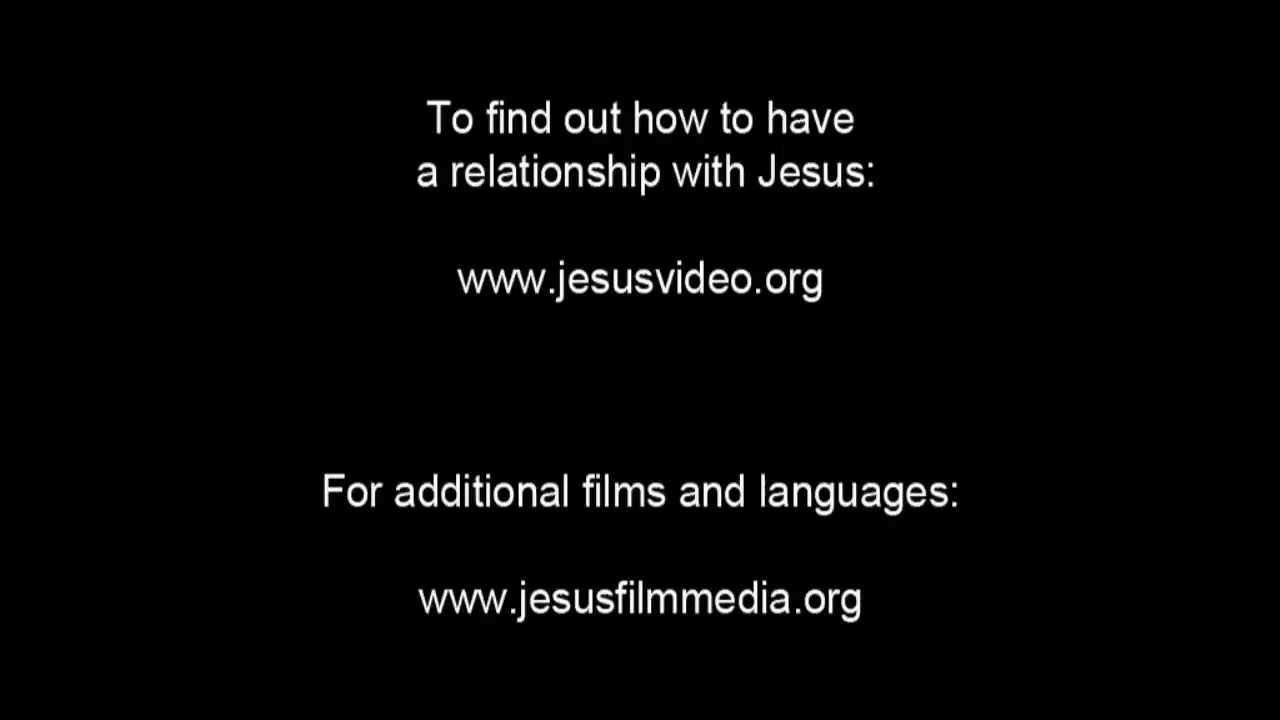 To find out how to have
a relationship with Jesus:
www.jesusvideo.org
For additional films and languages:
www.jesusfilmmedia.org